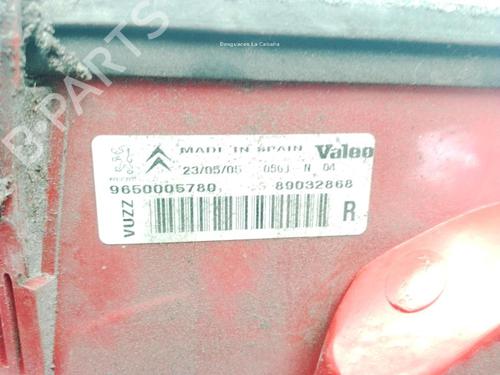 Desguaces La Cabaña
B-PARTS
MADE IN SPAIN Valeo
23/05/05 N 04
9650005780 89032868
VUZZ
R